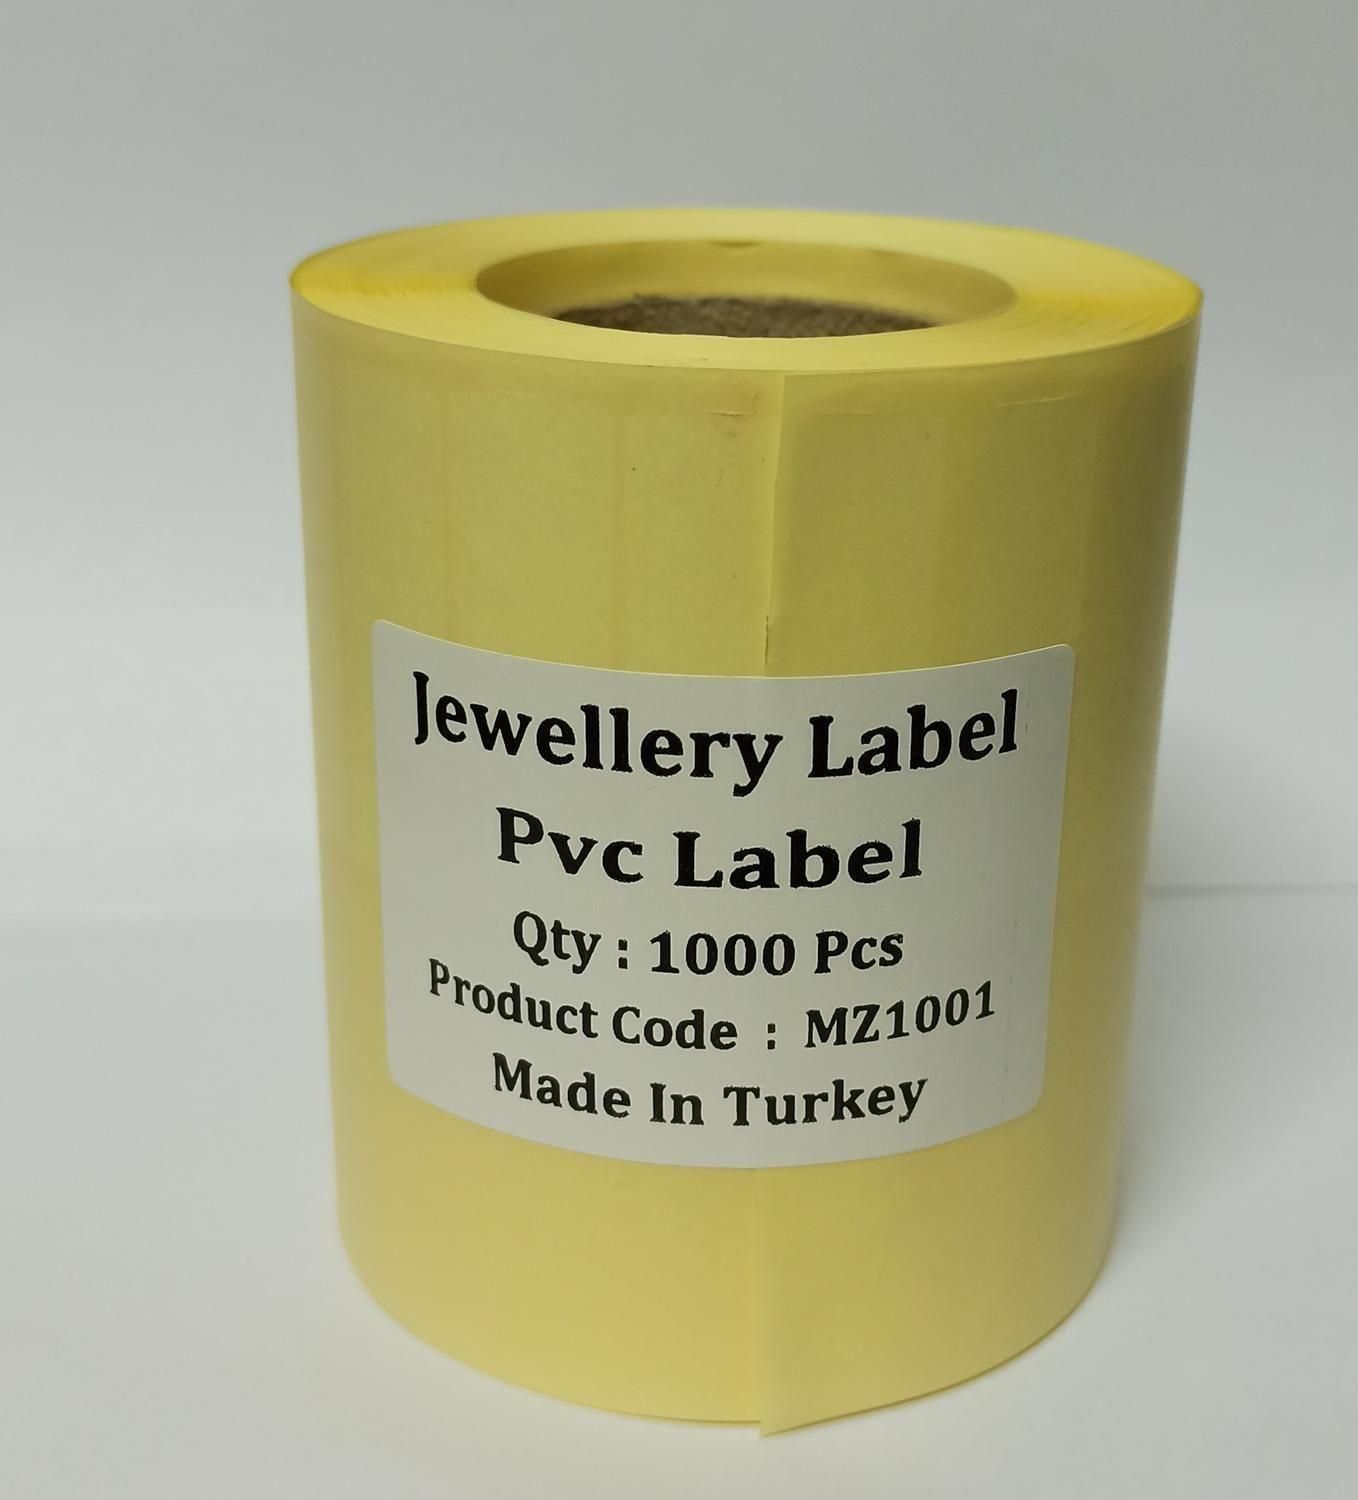 Jewellery Label
Pvc Label
Qty : 1000 Pcs
Product Code : MZ1001
Made In Turkey